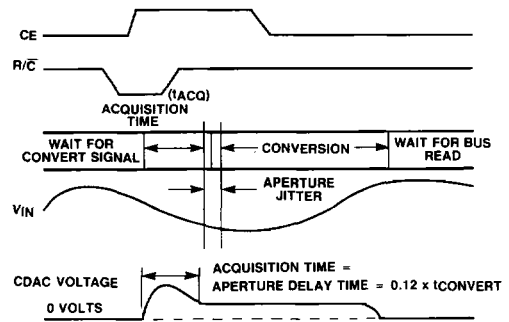 CE
R/C̅
(tACQ)
ACQUISITION
TIME
WAIT FOR
CONVERT SIGNAL
CONVERSION
WAIT FOR BUS
READ
APERTURE
JITTER
VIN
CDAC VOLTAGE
0 VOLTS
ACQUISITION TIME =
APERTURE DELAY TIME = 0.12 x tCONVERT